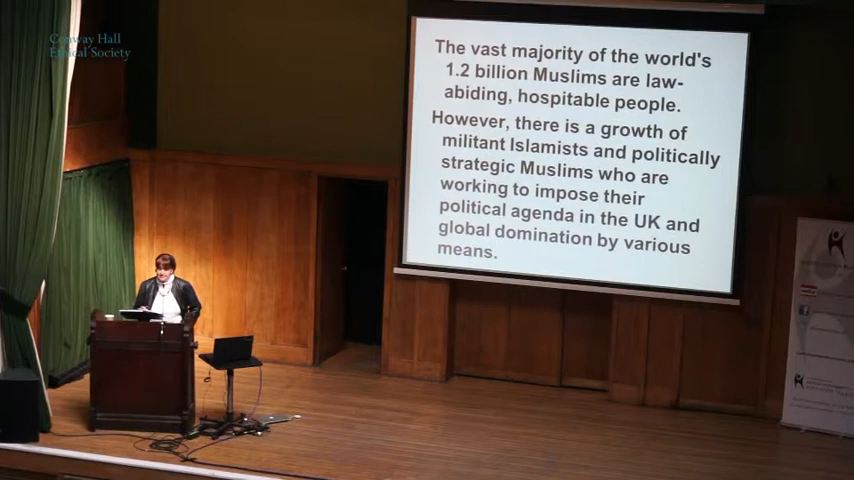 Conway Hall
Ethical Society
The vast majority of the world's
1.2 billion Muslims are law-
abiding, hospitable people.
However, there is a growth of
militant Islamists and politically
strategic Muslims who are
working to impose their
political agenda in the UK and
global domination by various
means.